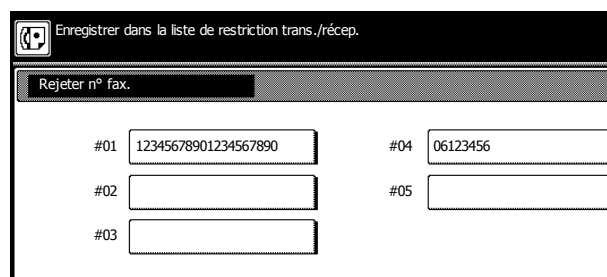 Enregistrer dans la liste de restriction trans./récep.
Rejeter n° fax.
#01 12345678901234567890 #04 06123456
#02 #05
#03